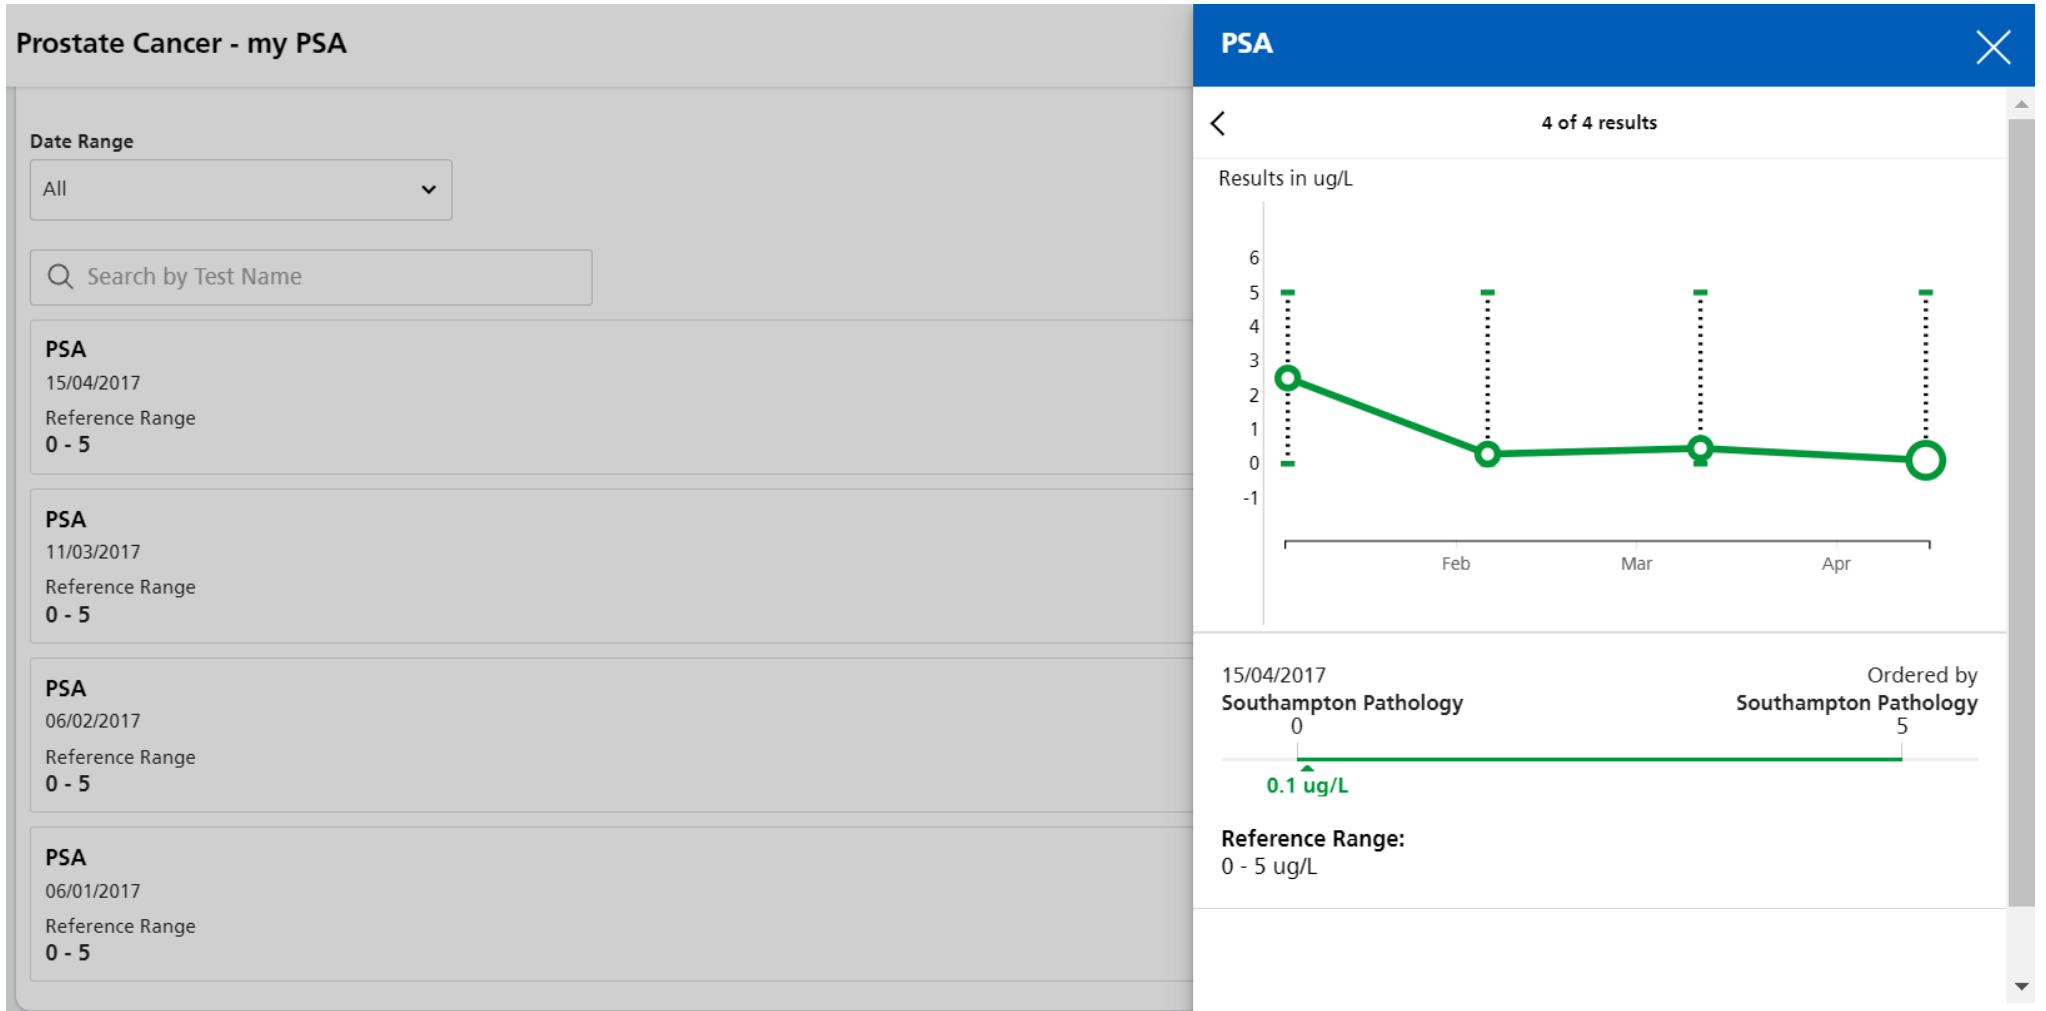 Prostate Cancer - my PSA
Date Range
All
Search by Test Name
PSA
15/04/2017
Reference Range
0 - 5
PSA
11/03/2017
Reference Range
0 - 5
PSA
06/02/2017
Reference Range
0 - 5
PSA
06/01/2017
Reference Range
0 - 5
PSA
4 of 4 results
Results in ug/L
6
5
4
3
2
1
0
-1
Feb Mar Apr
15/04/2017 Ordered by
Southampton Pathology Southampton Pathology
0 5
0.1 ug/L
Reference Range:
0 - 5 ug/L